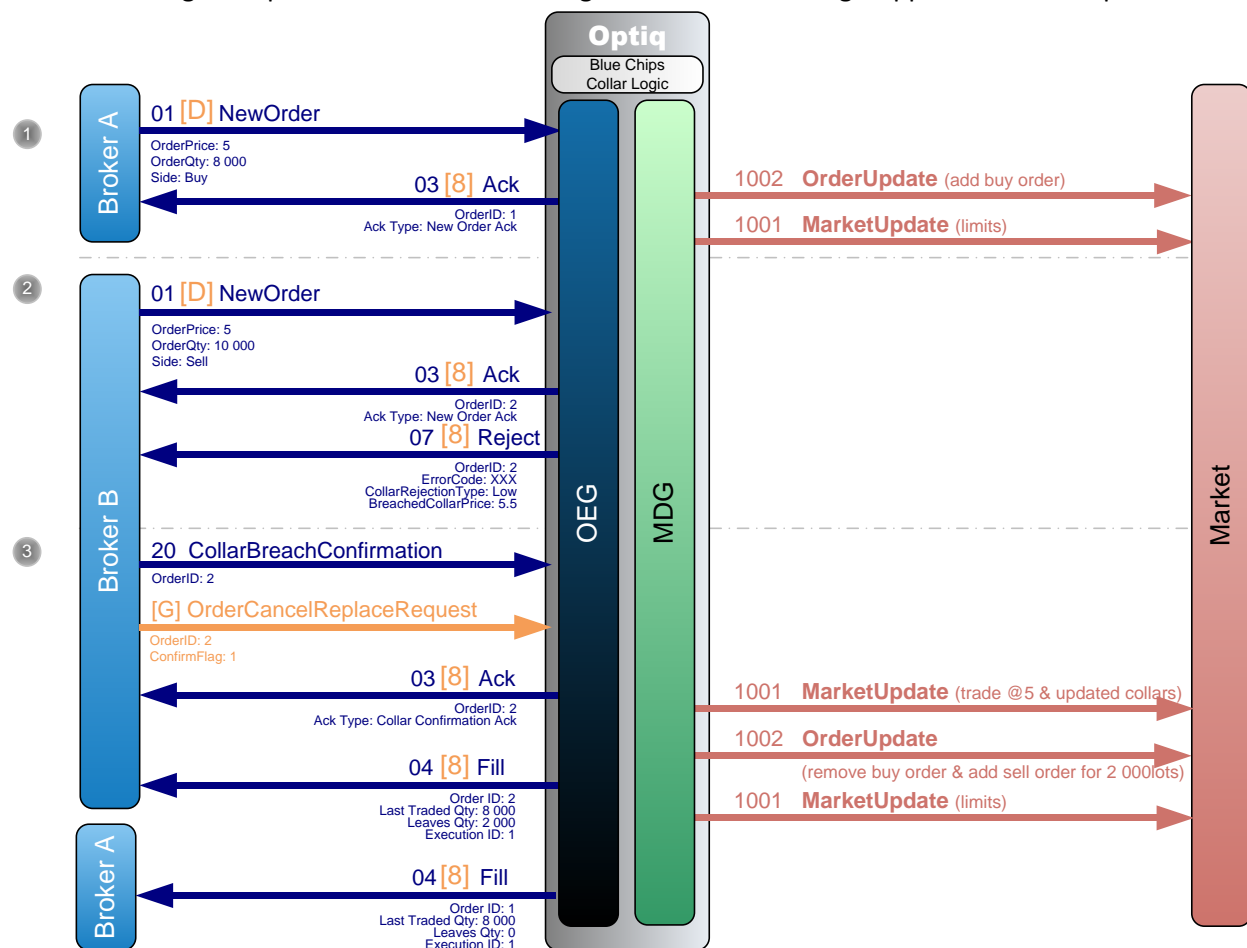 Optiq
Blue Chips
Collar Logic
1
Broker A
01 [D] NewOrder
OrderPrice: 5
OrderQty: 8 000
Side: Buy
03 [8] Ack
OrderID: 1
Ack Type: New Order Ack
1002 OrderUpdate (add buy order)
1001 MarketUpdate (limits)
2
Broker B
01 [D] NewOrder
OrderPrice: 5
OrderQty: 10 000
Side: Sell
03 [8] Ack
OrderID: 2
Ack Type: New Order Ack
07 [8] Reject
OrderID: 2
ErrorCode: XXX
CollarRejectionType: Low
BreachedCollarPrice: 5.5
OEG
MDG
Market
3
20 CollarBreachConfirmation
OrderID: 2
[G] OrderCancelReplaceRequest
OrderID: 2
ConfirmFlag: 1
03 [8] Ack
OrderID: 2
Ack Type: Collar Confirmation Ack
1001 MarketUpdate (trade @5 & updated collars)
1002 OrderUpdate
(remove buy order & add sell order for 2 000lots)
1001 MarketUpdate (limits)
04 [8] Fill
Order ID: 2
Last Traded Qty: 8 000
Leaves Qty: 2 000
Execution ID: 1
Broker A
04 [8] Fill
Order ID: 1
Last Traded Qty: 8 000
Leaves Qty: 0
Execution ID: 1